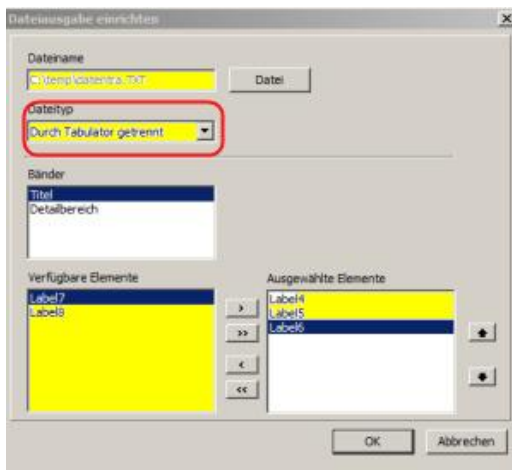 Dateiausgabe einrichten
Dateiname
C:\temp\datentra.TXT
Datei
Dateityp
Durch Tabulator getrennt
Bänder
Titel
Detailbereich
Verfügbare Elemente
Label7
Label8
>
>>
<
<<
Ausgewählte Elemente
Label4
Label5
Label6
OK
Abbrechen